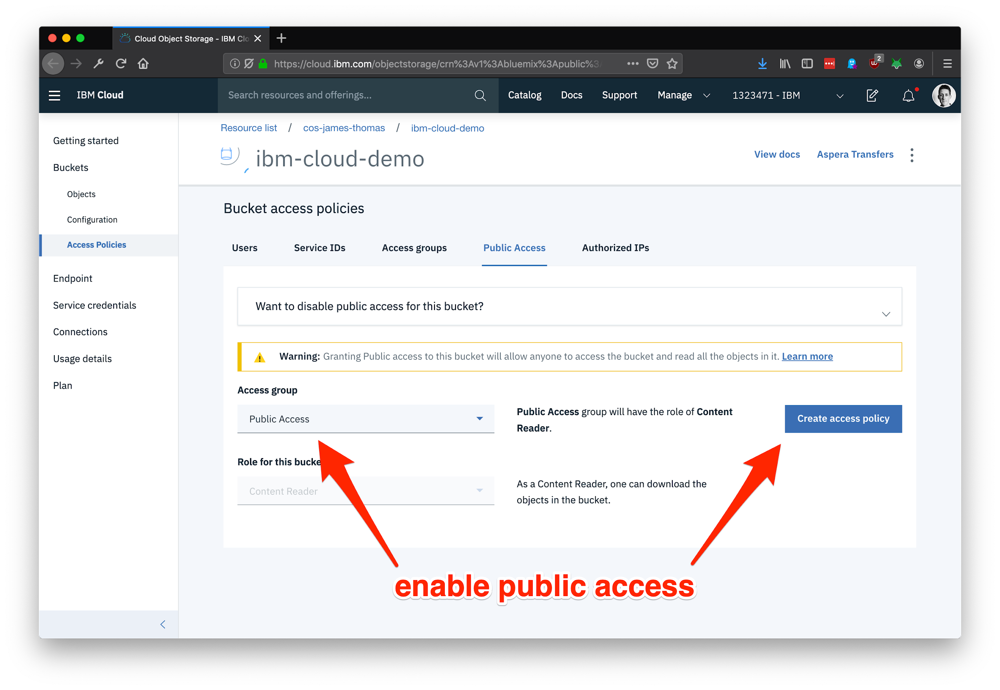 Cloud Object Storage - IBM Clo
https://cloud.ibm.com/objectstorage/crn%3Av1%3Abluemix%3Apublic%3A
2
IBM Cloud
Search resources and offerings...
Catalog
Docs
Support
Manage
1323471 - IBM
Getting started
Buckets
Objects
Configuration
Access Policies
Endpoint
Service credentials
Connections
Usage details
Plan
Resource list / cos-james-thomas / ibm-cloud-demo
ibm-cloud-demo
View docs
Aspera Transfers
Bucket access policies
Users
Service IDs
Access groups
Public Access
Authorized IPs
Want to disable public access for this bucket?
Warning: Granting Public access to this bucket will allow anyone to access the bucket and read all the objects in it. Learn more
Access group
Public Access
Public Access group will have the role of Content
Reader.
Create access policy
Role for this bucke
Content Reader
As a Content Reader, one can download the
objects in the bucket.
enable public access